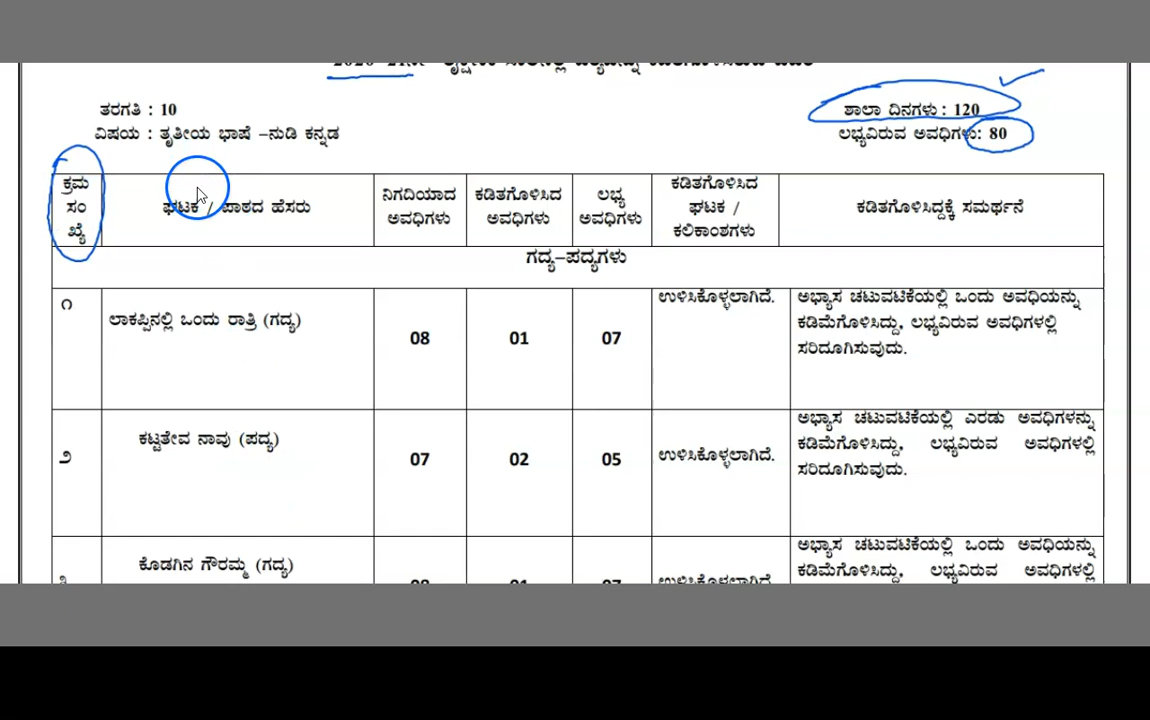 ತರಗತಿ : 10
ಶಾಲಾ ದಿನಗಳು : 120
ವಿಷಯ : ತೃತೀಯ ಭಾಷೆ –ನುಡಿ ಕನ್ನಡ
ಲಭ್ಯವಿರುವ ಅವಧಿಗಳು: 80
ಕ್ರಮ
ಸಂ
ಖ್ಯೆ
ಘಟಕ / ಪಾಠದ ಹೆಸರು
ನಿಗದಿಯಾದ
ಅವಧಿಗಳು
ಕಡಿತಗೊಳಿಸಿದ
ಅವಧಿಗಳು
ಲಭ್ಯ
ಅವಧಿಗಳು
ಕಡಿತಗೊಳಿಸಿದ
ಘಟಕ /
ಕಲಿಕಾಂಶಗಳು
ಕಡಿತಗೊಳಿಸಿದ್ದಕ್ಕೆ ಸಮರ್ಥನೆ
ಗದ್ಯ–ಪದ್ಯಗಳು
೧
ಲಾಕಪ್ಪಿನಲ್ಲಿ ಒಂದು ರಾತ್ರಿ (ಗದ್ಯ)
08
01
07
ಉಳಿಸಿಕೊಳ್ಳಲಾಗಿದೆ.
ಅಭ್ಯಾಸ ಚಟುವಟಿಕೆಯಲ್ಲಿ ಒಂದು ಅವಧಿಯನ್ನು
ಕಡಿಮೆಗೊಳಿಸಿದ್ದು, ಲಭ್ಯವಿರುವ ಅವಧಿಗಳಲ್ಲಿ
ಸರಿದೂಗಿಸುವುದು.
೨
ಕಟ್ಟತೇವ ನಾವು (ಪದ್ಯ)
07
02
05
ಉಳಿಸಿಕೊಳ್ಳಲಾಗಿದೆ.
ಅಭ್ಯಾಸ ಚಟುವಟಿಕೆಯಲ್ಲಿ ಎರಡು ಅವಧಿಗಳನ್ನು
ಕಡಿಮೆಗೊಳಿಸಿದ್ದು, ಲಭ್ಯವಿರುವ ಅವಧಿಗಳಲ್ಲಿ
ಸರಿದೂಗಿಸುವುದು.
ಕೊಡಗಿನ ಗೌರಮ್ಮ (ಗದ್ಯ)
ಅಭ್ಯಾಸ ಚಟುವಟಿಕೆಯಲ್ಲಿ ಒಂದು ಅವಧಿಯನ್ನು
ಕಡಿಮೆಗೊಳಿಸಿದ್ದು, ಲಭ್ಯವಿರುವ ಅವಧಿಗಳಲ್ಲಿ